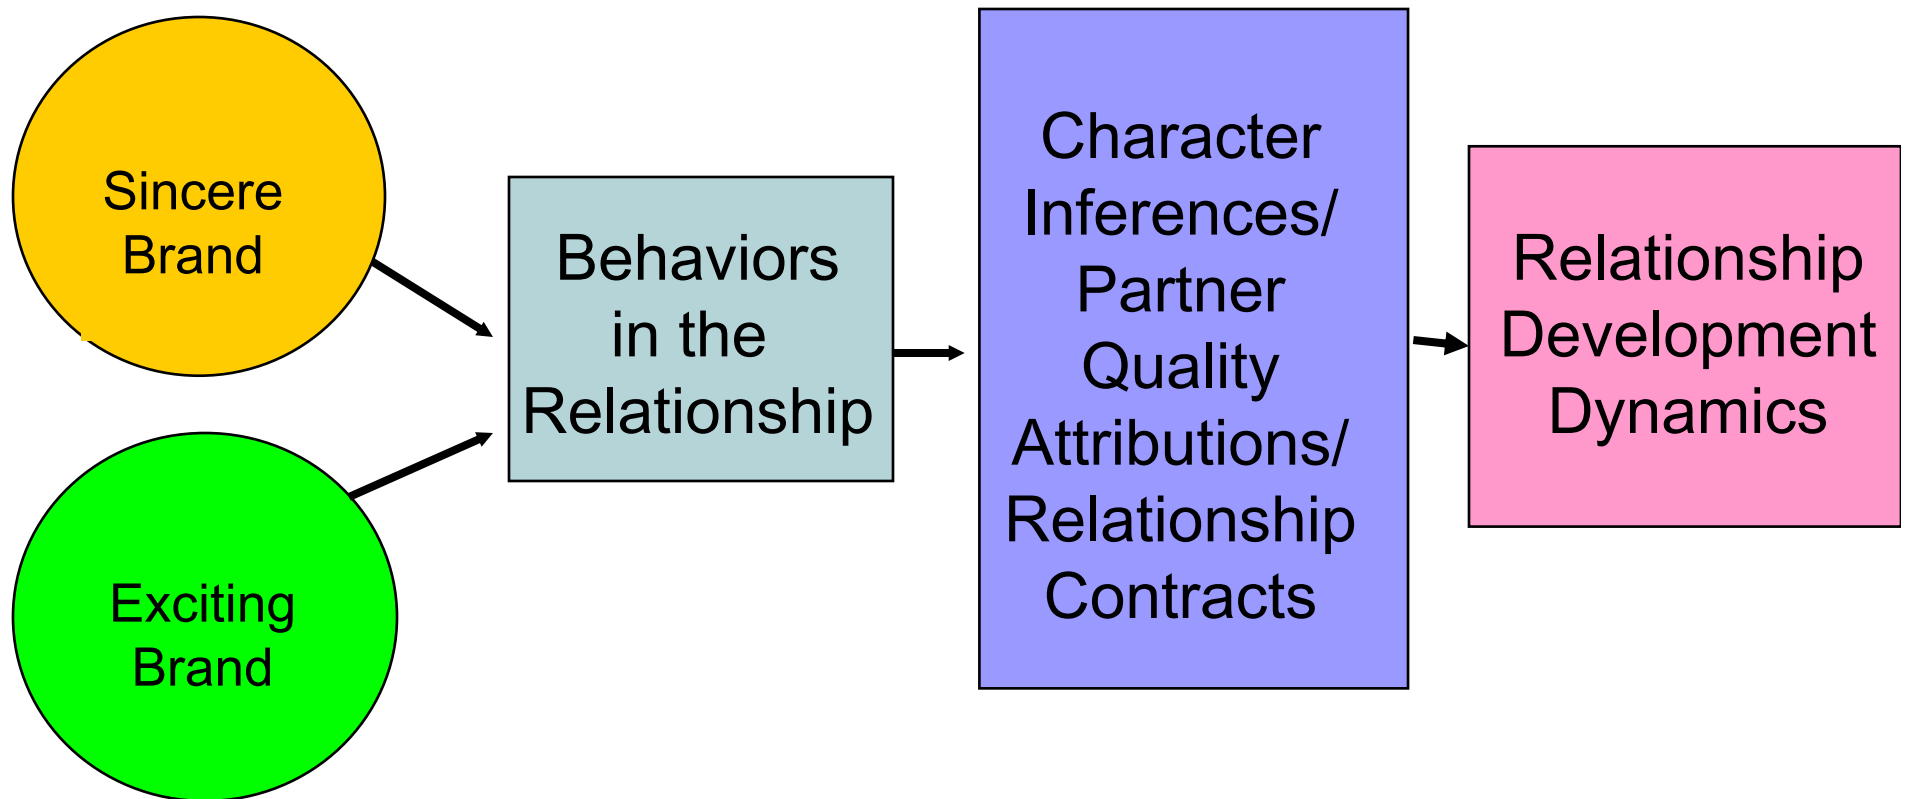 Sincere
Brand
Exciting
Brand
Behaviors
in the
Relationship
Character
Inferences/
Partner
Quality
Attributions/
Relationship
Contracts
Relationship
Development
Dynamics